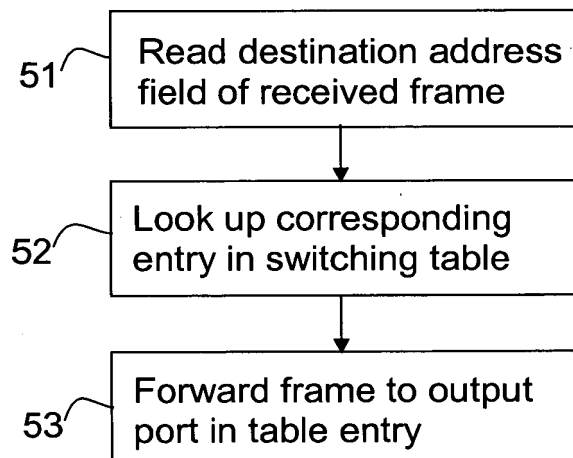 51
Read destination address
field of received frame
52
Look up corresponding
entry in switching table
53
Forward frame to output
port in table entry